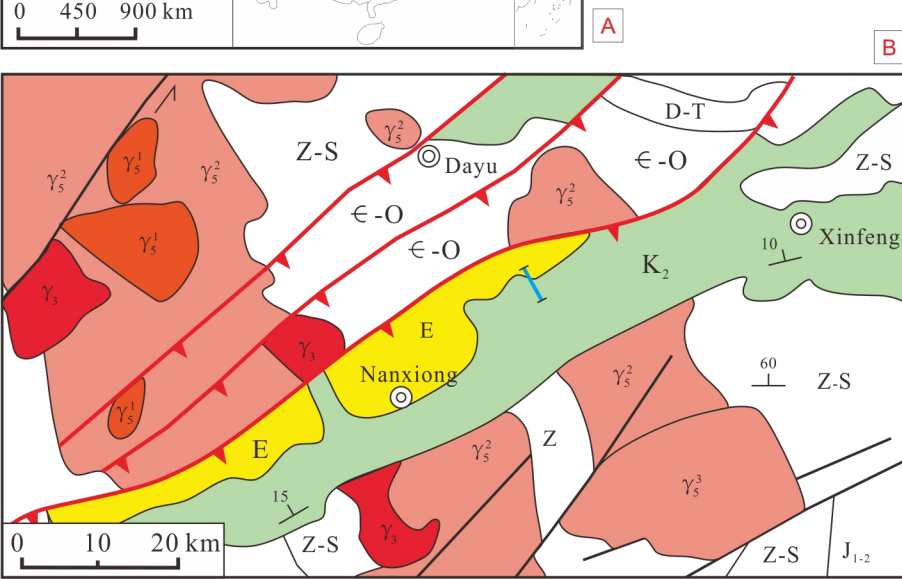 0 450 900 km
A
B
D-T
γ₅²
Z-S
Z-S
γ₅¹
γ₅²
γ₅²
Dayu
∈-O
γ₅²
∈-O
Xinfeng
γ₅¹
∈-O
10
K₂
γ₃
E
γ₃
60
Nanxiong
γ₅²
Z-S
γ₅¹
E
γ₅²
Z
γ₅³
15
γ₃
Z-S
Z-S
J₁₋₂
0 10 20 km